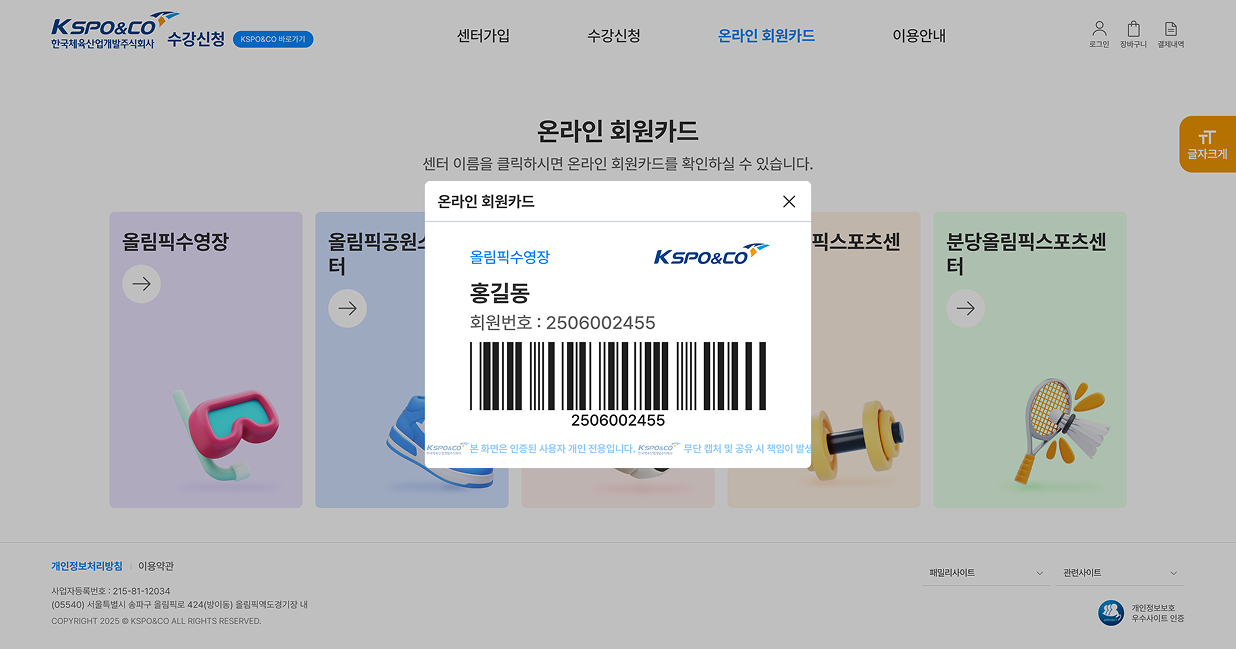 KSPO&CO
한국체육산업개발주식회사
수강신청
KSPO&CO 바로가기
센터가입
수강신청
온라인 회원카드
이용안내
로그인
장바구니
결제내역
온라인 회원카드
센터 이름을 클릭하시면 온라인 회원카드를 확인하실 수 있습니다.
글자크게
올림픽수영장
올림픽공원스
터
픽스포츠센
분당올림픽스포츠센
터
온라인 회원카드
올림픽수영장
KSPO&CO
홍길동
회원번호 : 2506002455
2506002455
KSPO&CO 본 화면은 인증된 사용자 개인 전용입니다. KSPO&CO 무단 캡처 및 공유 시 책임이 발생
개인정보처리방침
이용약관
사업자등록번호 : 215-81-12034
(05540) 서울특별시 송파구 올림픽로 424(방이동) 올림픽역도경기장 내
COPYRIGHT 2025 © KSPO&CO ALL RIGHTS RESERVED.
패밀리사이트
관련사이트
개인정보보호
우수사이트 인증